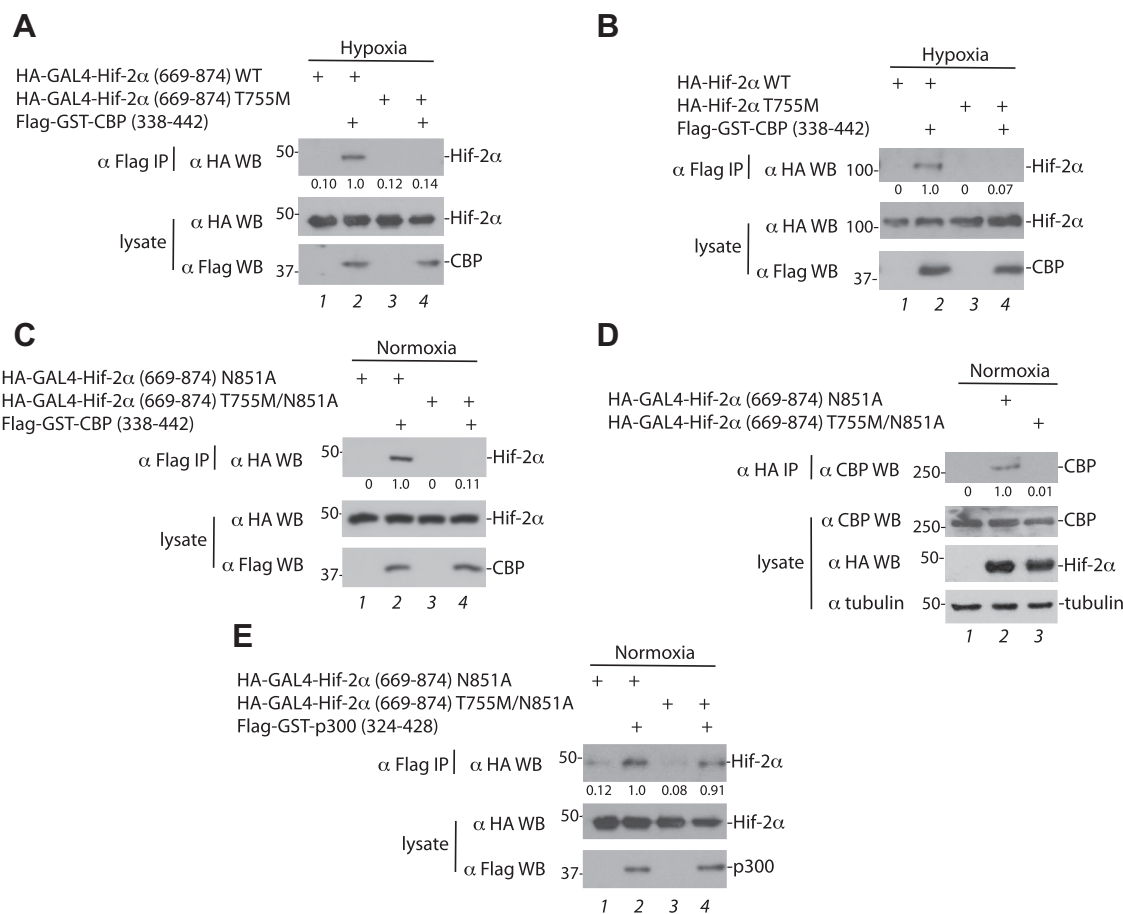 A
Hypoxia
HA-GAL4-Hif-2α (669-874) WT + +
HA-GAL4-Hif-2α (669-874) T755M + +
Flag-GST-CBP (338-442) + +
α Flag IP | α HA WB 50- -Hif-2α
0.10 1.0 0.12 0.14
lysate
α HA WB 50- -Hif-2α
α Flag WB 37- -CBP
1 2 3 4
B
Hypoxia
HA-Hif-2α WT + +
HA-Hif-2α T755M + +
Flag-GST-CBP (338-442) + +
α Flag IP | α HA WB 100- -Hif-2α
0 1.0 0 0.07
lysate
α HA WB 100- -Hif-2α
α Flag WB 37- -CBP
1 2 3 4
C
Normoxia
HA-GAL4-Hif-2α (669-874) N851A + +
HA-GAL4-Hif-2α (669-874) T755M/N851A + +
Flag-GST-CBP (338-442) + +
α Flag IP | α HA WB 50- -Hif-2α
0 1.0 0 0.11
lysate
α HA WB 50- -Hif-2α
α Flag WB 37- -CBP
1 2 3 4
D
Normoxia
HA-GAL4-Hif-2α (669-874) N851A +
HA-GAL4-Hif-2α (669-874) T755M/N851A +
α HA IP | α CBP WB 250- -CBP
0 1.0 0.01
lysate
α CBP WB 250- -CBP
α HA WB 50- -Hif-2α
α tubulin 50- -tubulin
1 2 3
E
Normoxia
HA-GAL4-Hif-2α (669-874) N851A + +
HA-GAL4-Hif-2α (669-874) T755M/N851A + +
Flag-GST-p300 (324-428) + +
α Flag IP | α HA WB 50- -Hif-2α
0.12 1.0 0.08 0.91
lysate
α HA WB 50- -Hif-2α
α Flag WB 37- -p300
1 2 3 4